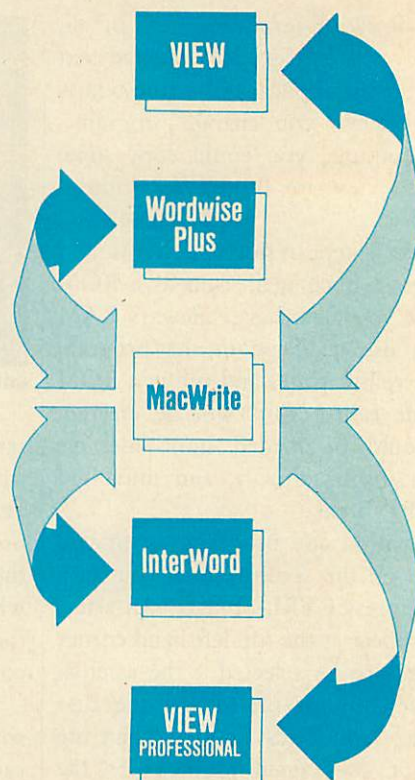 VIEW
Wordwise
Plus
MacWrite
InterWord
VIEW
PROFESSIONAL